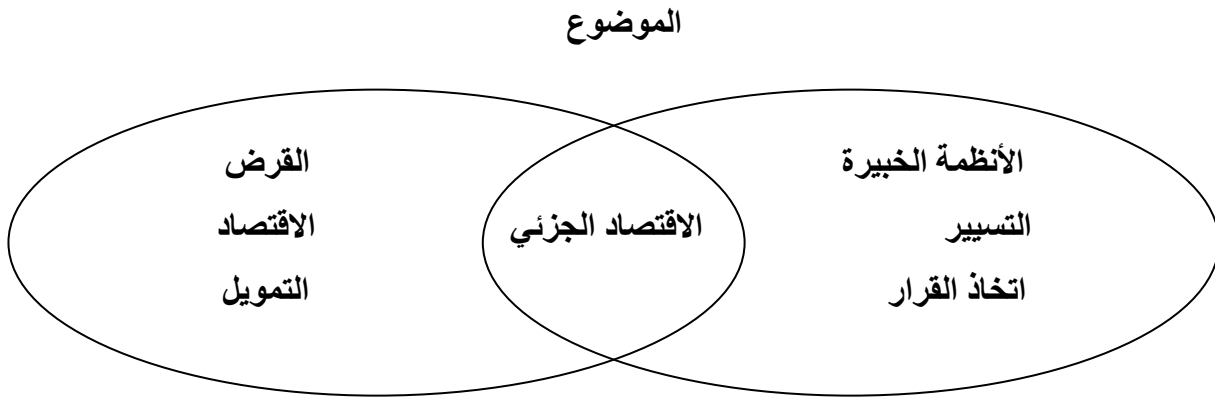 الموضوع
الأنظمة الخبيرة
التسيير
اتخاذ القرار
الاقتصاد الجزئي
القرض
الاقتصاد
التمويل